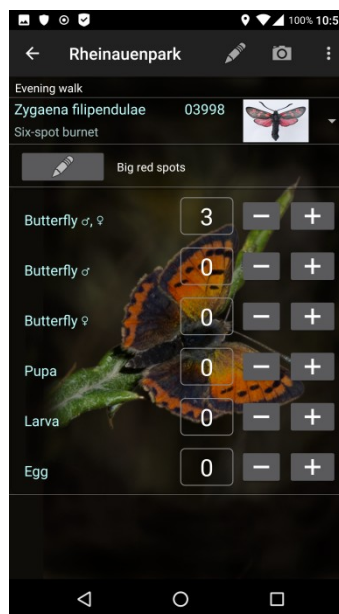 100% 10:5
Rheinauenpark
Evening walk
Zygaena filipendulae 03998
Six-spot burnet
Big red spots
Butterfly ♂, ♀ 3 − +
Butterfly ♂ 0 − +
Butterfly ♀ 0 − +
Pupa 0 − +
Larva 0 − +
Egg 0 − +